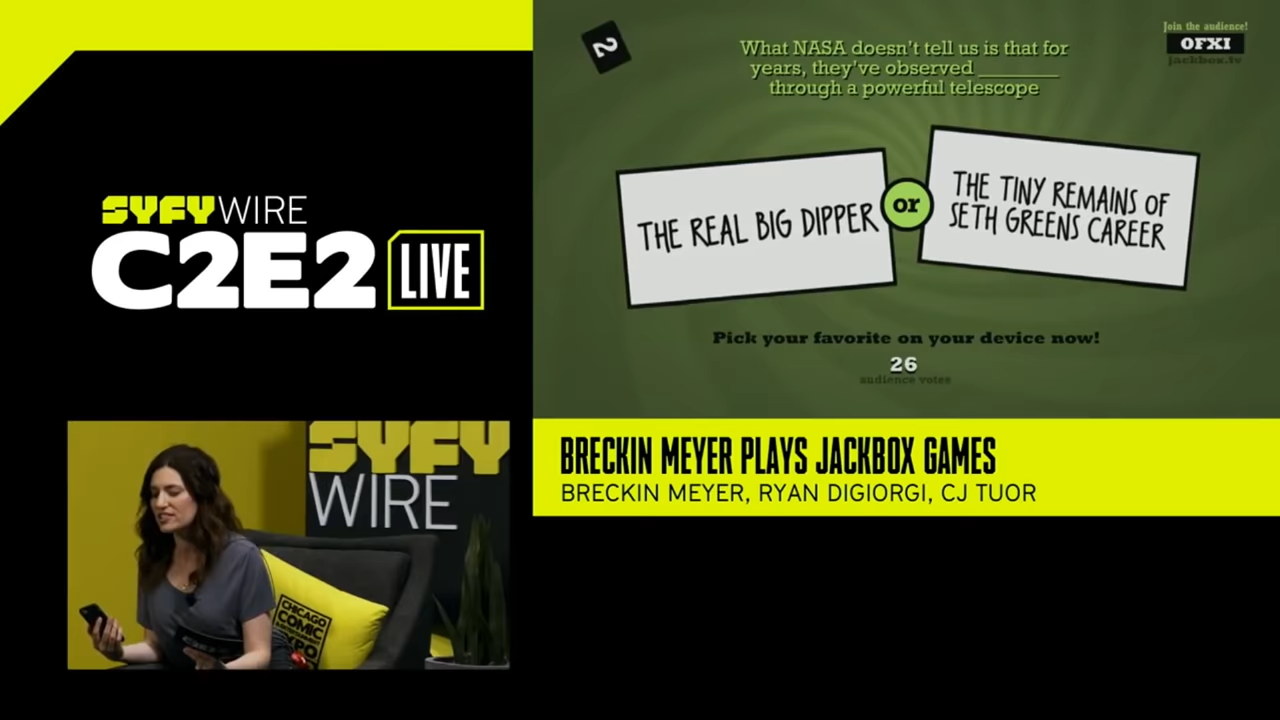 SYFY WIRE
C2E2 LIVE
2
What NASA doesn't tell us is that for
years, they've observed ________
through a powerful telescope
Join the audience!
OFXI
jackbox.tv
THE REAL BIG DIPPER
or
THE TINY REMAINS OF
SETH GREENS CAREER
Pick your favorite on your device now!
26
audience votes
BRECKIN MEYER PLAYS JACKBOX GAMES
BRECKIN MEYER, RYAN DIGIORGI, CJ TUOR
SYFY
WIRE
CHICAGO
COMIC